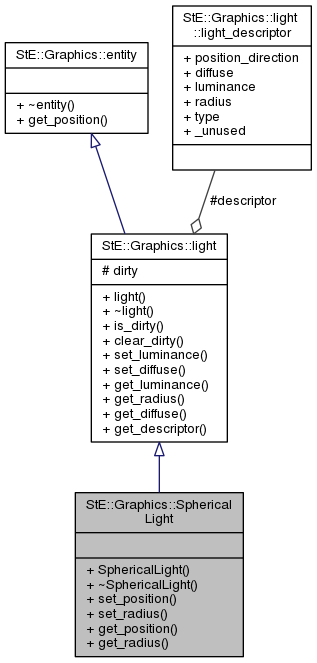 StE::Graphics::light
::light_descriptor
+ position_direction
+ diffuse
+ luminance
+ radius
+ type
+ _unused
StE::Graphics::entity
+ ~entity()
+ get_position()
#descriptor
StE::Graphics::light
# dirty
+ light()
+ ~light()
+ is_dirty()
+ clear_dirty()
+ set_luminance()
+ set_diffuse()
+ get_luminance()
+ get_radius()
+ get_diffuse()
+ get_descriptor()
StE::Graphics::Spherical
Light
+ SphericalLight()
+ ~SphericalLight()
+ set_position()
+ set_radius()
+ get_position()
+ get_radius()